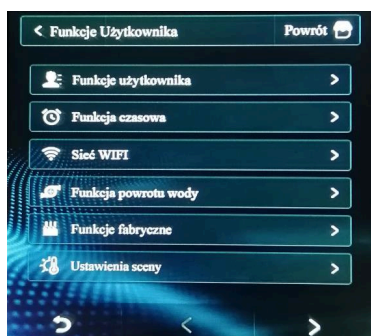 Funkcje Użytkownika
Powrót
Funkcje użytkownika
Funkcja czasowa
Sieć WIFI
Funkcja powrotu wody
Funkcje fabryczne
Ustawienia sceny